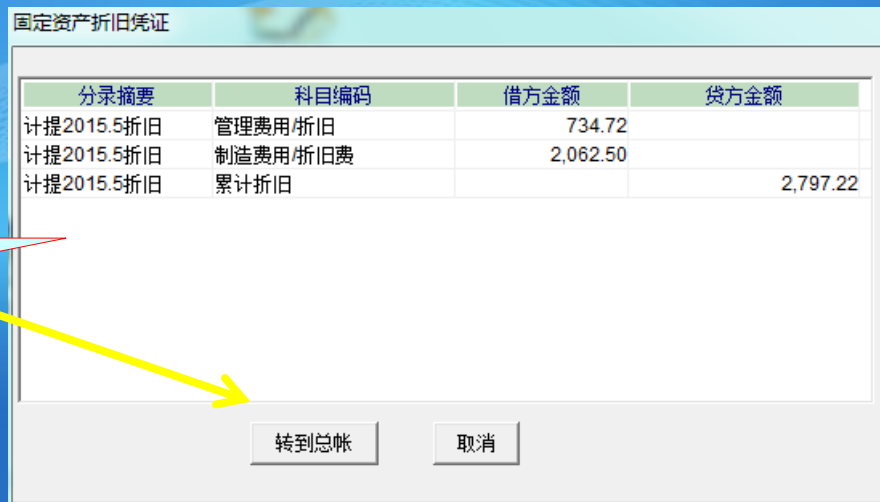 固定资产折旧凭证
分录摘要 科目编码 借方金额 贷方金额
计提2015.5折旧 管理费用/折旧 734.72
计提2015.5折旧 制造费用/折旧费 2,062.50
计提2015.5折旧 累计折旧 2,797.22
转到总帐 取消